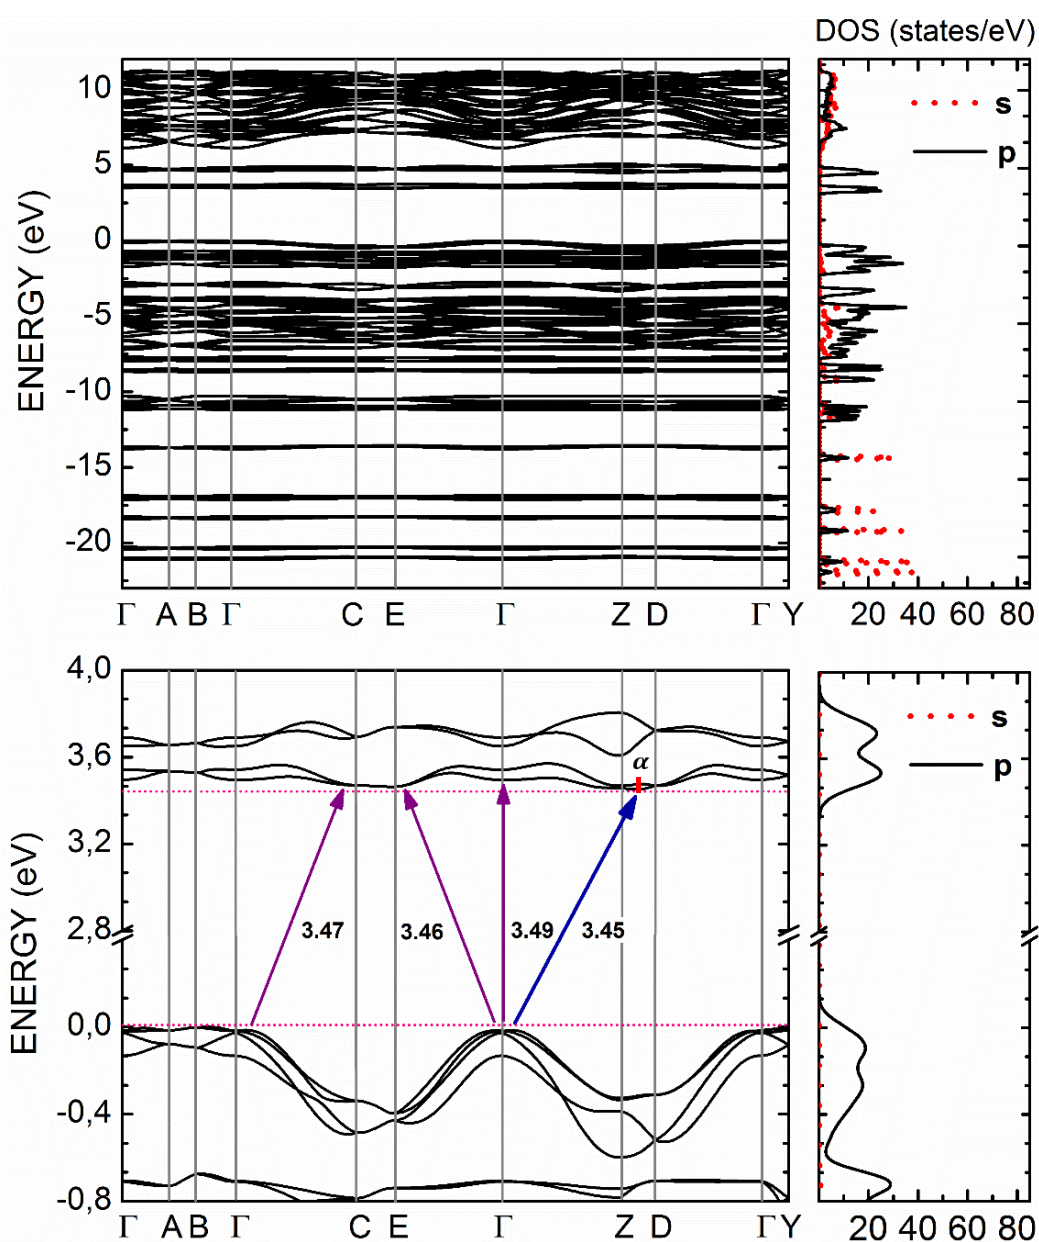 DOS (states/eV)
10
5
0
-5
-10
-15
-20
ENERGY (eV)
s
p
Γ A B Γ C E Γ Z D Γ Y
20 40 60 80
4,0
3,6
3,2
2,8
0,0
-0,4
-0,8
ENERGY (eV)
ENERGY (eV)
α
3.47
3.46
3.49
3.45
s
p
Γ A B Γ C E Γ Z D Γ Y
20 40 60 80